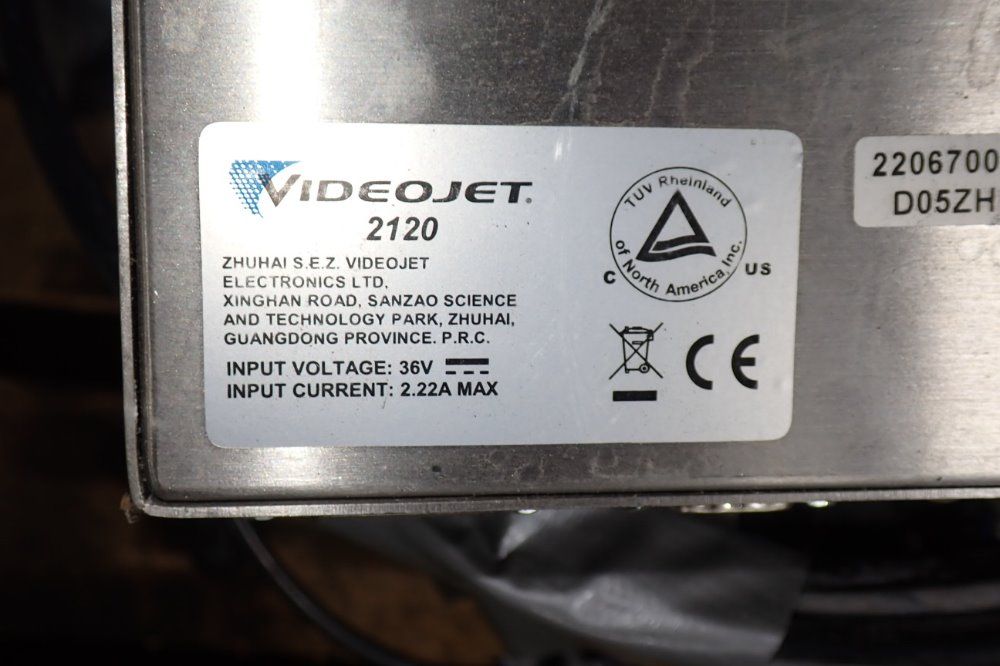 VIDEOJET®
2120
ZHUHAI S.E.Z. VIDEOJET
ELECTRONICS LTD,
XINGHAN ROAD, SANZAO SCIENCE
AND TECHNOLOGY PARK, ZHUHAI,
GUANGDONG PROVINCE. P.R.C.
INPUT VOLTAGE: 36V
INPUT CURRENT: 2.22A MAX
TUV Rheinland
of North America, Inc.
C US
CE
2206700
D05ZH